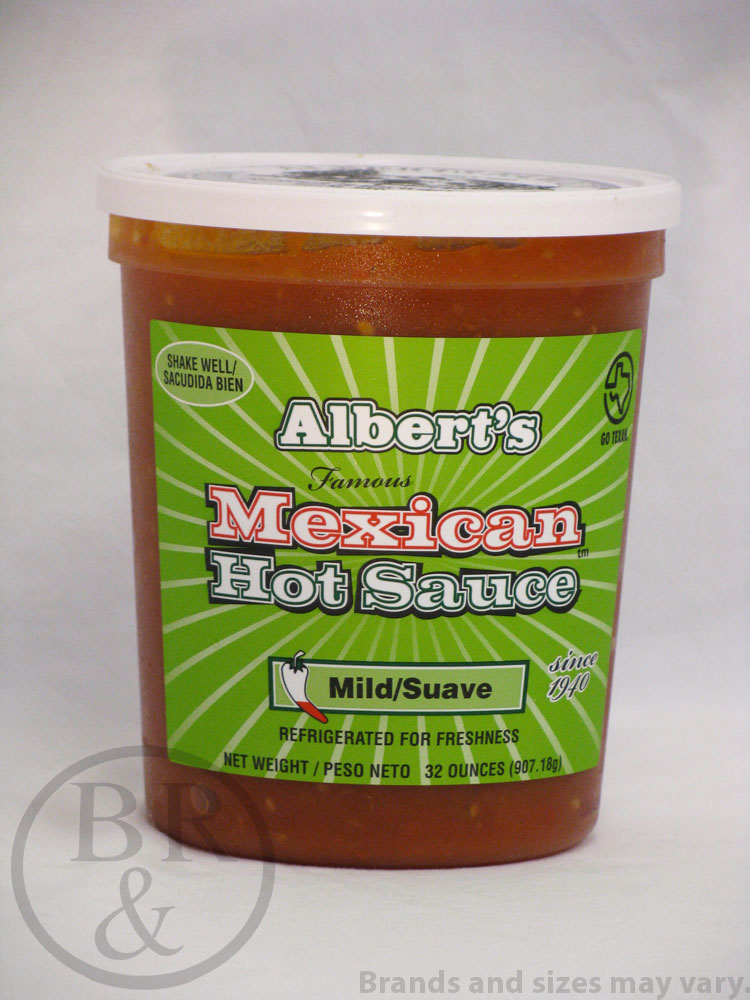 SHAKE WELL/
SACUDIDA BIEN
GO TEXAN.
Albert's
Famous
Mexican
Hot Sauce™
since
1940
Mild/Suave
REFRIGERATED FOR FRESHNESS
NET WEIGHT / PESO NETO 32 OUNCES (907.18g)
BR
&
Brands and sizes may vary.